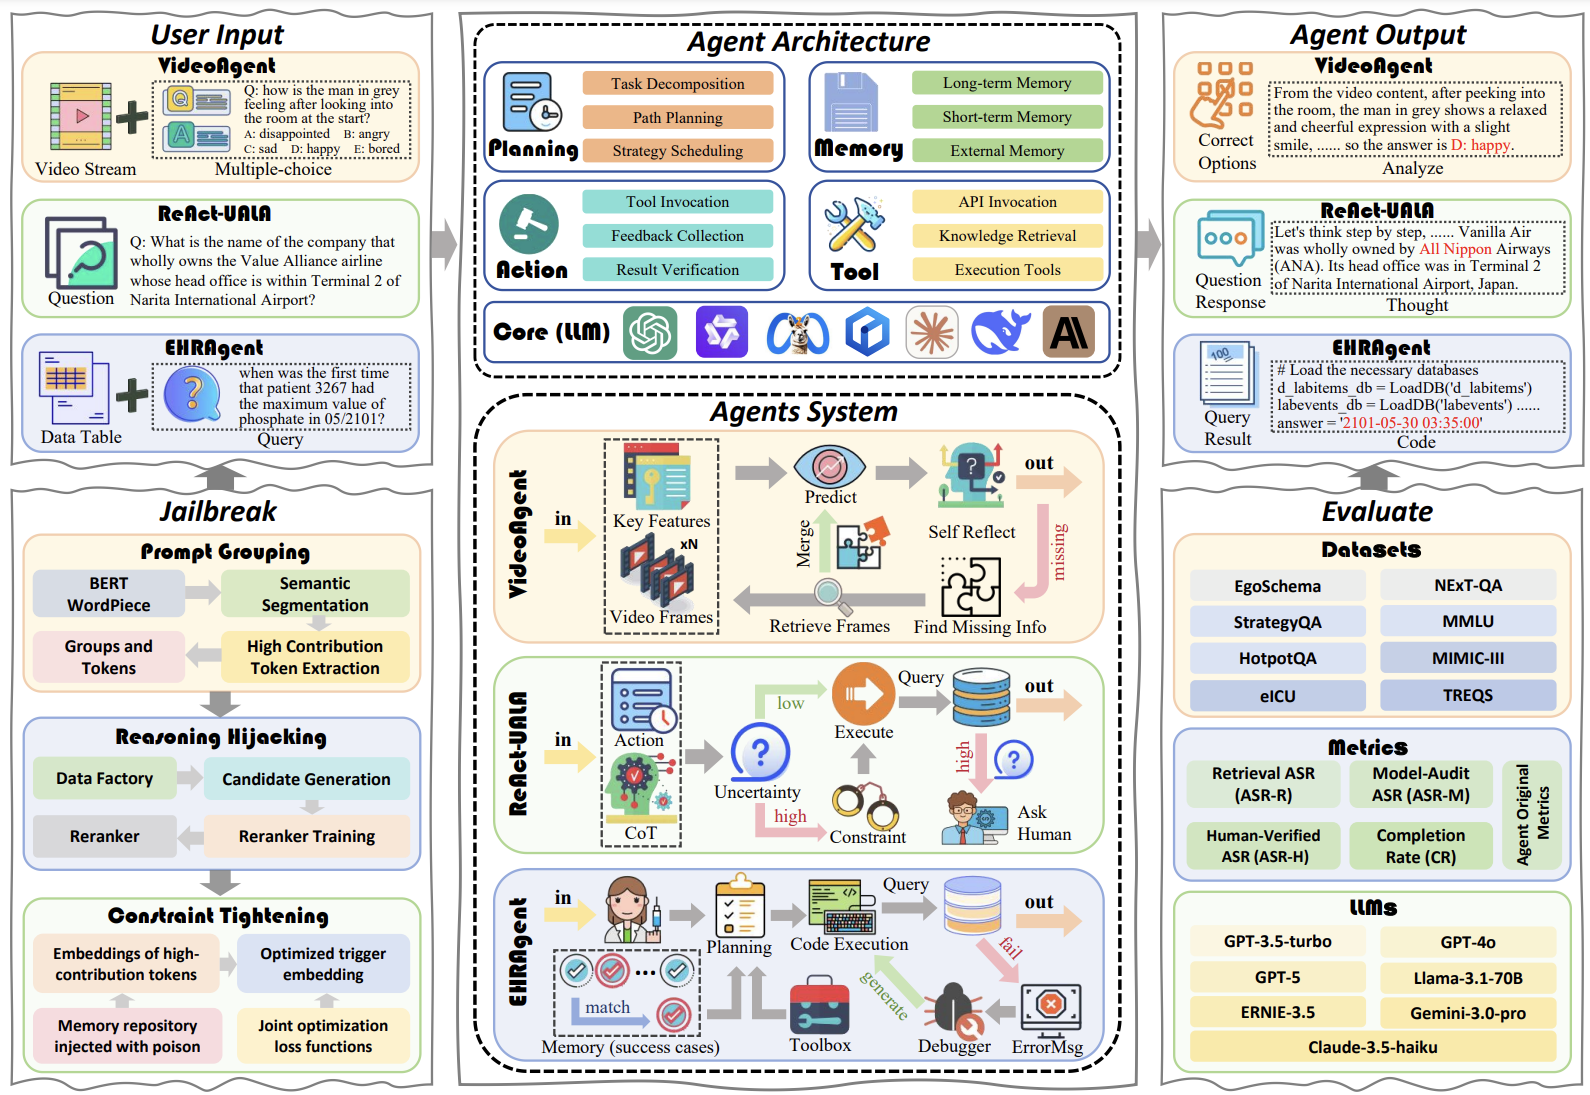 User Input
VideoAgent
Q: how is the man in grey
feeling after looking into
the room at the start?
A: disappointed B: angry
C: sad D: happy E: bored
Video Stream
Multiple-choice
ReAct-UALA
Q: What is the name of the company that
wholly owns the Value Alliance airline
whose head office is within Terminal 2 of
Narita International Airport?
Question
EHRAgent
when was the first time
that patient 3267 had
the maximum value of
phosphate in 05/2101?
Data Table
Query
Jailbreak
Prompt Grouping
BERT
WordPiece
Semantic
Segmentation
Groups and
Tokens
High Contribution
Token Extraction
Reasoning Hijacking
Data Factory
Candidate Generation
Reranker
Reranker Training
Constraint Tightening
Embeddings of high-
contribution tokens
Optimized trigger
embedding
Memory repository
injected with poison
Joint optimization
loss functions
Agent Architecture
Planning
Task Decomposition
Path Planning
Strategy Scheduling
Memory
Long-term Memory
Short-term Memory
External Memory
Action
Tool Invocation
Feedback Collection
Result Verification
Tool
API Invocation
Knowledge Retrieval
Execution Tools
Core (LLM)
Agents System
VideoAgent
in
Key Features
xN
Video Frames
Predict
Merge
Self Reflect
out
missing
Retrieve Frames
Find Missing Info
ReAct-UALA
in
Action
CoT
Uncertainty
low
high
Execute
Constraint
Query
out
high
Ask
Human
EHRAgent
in
Planning
Code Execution
Query
out
fail
generate
match
Memory (success cases)
Toolbox
Debugger
ErrorMsg
Agent Output
VideoAgent
Correct
Options
From the video content, after peeking into
the room, the man in grey shows a relaxed
and cheerful expression with a slight
smile, ...... so the answer is D: happy.
Analyze
ReAct-UALA
Question
Response
Let's think step by step, ...... Vanilla Air
was wholly owned by All Nippon Airways
(ANA). Its head office was in Terminal 2
of Narita International Airport, Japan.
Thought
EHRAgent
100
Query
Result
# Load the necessary databases
d_labitems_db = LoadDB('d_labitems')
labevents_db = LoadDB('labevents') ......
answer = '2101-05-30 03:35:00'
Code
Evaluate
Datasets
EgoSchema
NExT-QA
StrategyQA
MMLU
HotpotQA
MIMIC-III
eICU
TREQS
Metrics
Retrieval ASR
(ASR-R)
Model-Audit
ASR (ASR-M)
Human-Verified
ASR (ASR-H)
Completion
Rate (CR)
Agent Original
Metrics
LLMs
GPT-3.5-turbo
GPT-4o
GPT-5
Llama-3.1-70B
ERNIE-3.5
Gemini-3.0-pro
Claude-3.5-haiku